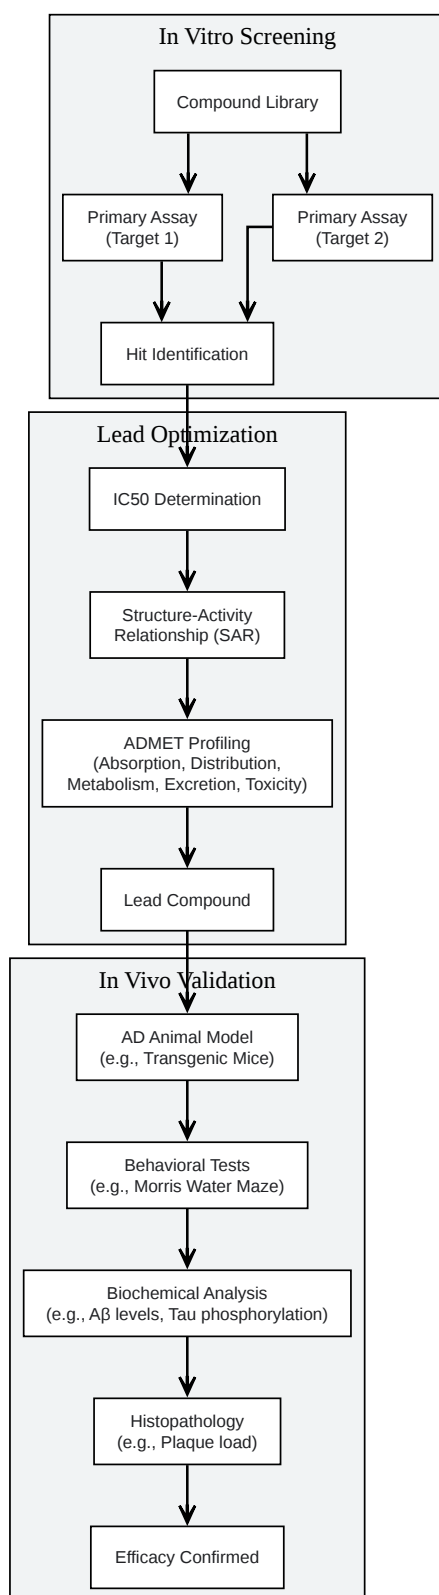 In Vitro Screening
Compound Library
Primary Assay
(Target 1)
Primary Assay
(Target 2)
Hit Identification
Lead Optimization
IC50 Determination
Structure-Activity
Relationship (SAR)
ADMET Profiling
(Absorption, Distribution,
Metabolism, Excretion, Toxicity)
Lead Compound
In Vivo Validation
AD Animal Model
(e.g., Transgenic Mice)
Behavioral Tests
(e.g., Morris Water Maze)
Biochemical Analysis
(e.g., Aβ levels, Tau phosphorylation)
Histopathology
(e.g., Plaque load)
Efficacy Confirmed